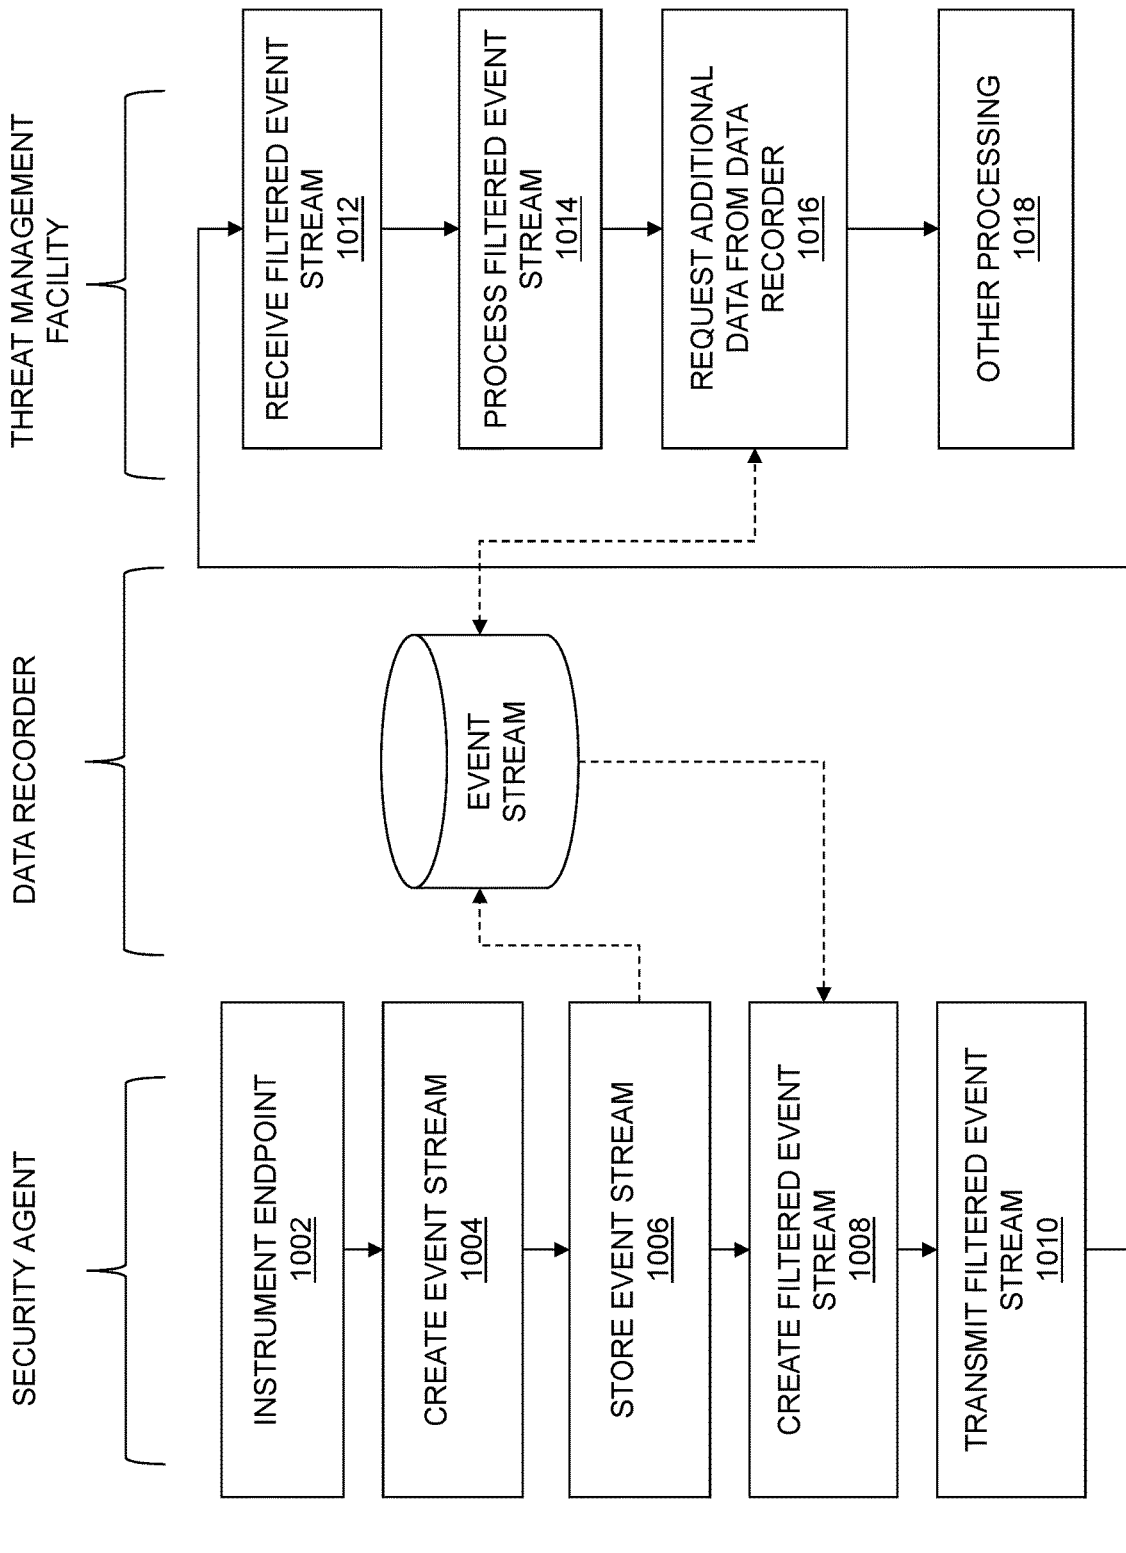 SECURITY AGENT
INSTRUMENT ENDPOINT
1002
CREATE EVENT STREAM
1004
STORE EVENT STREAM
1006
CREATE FILTERED EVENT
STREAM
1008
TRANSMIT FILTERED EVENT
STREAM
1010
DATA RECORDER
EVENT
STREAM
THREAT MANAGEMENT
FACILITY
RECEIVE FILTERED EVENT
STREAM
1012
PROCESS FILTERED EVENT
STREAM
1014
REQUEST ADDITIONAL
DATA FROM DATA
RECORDER
1016
OTHER PROCESSING
1018